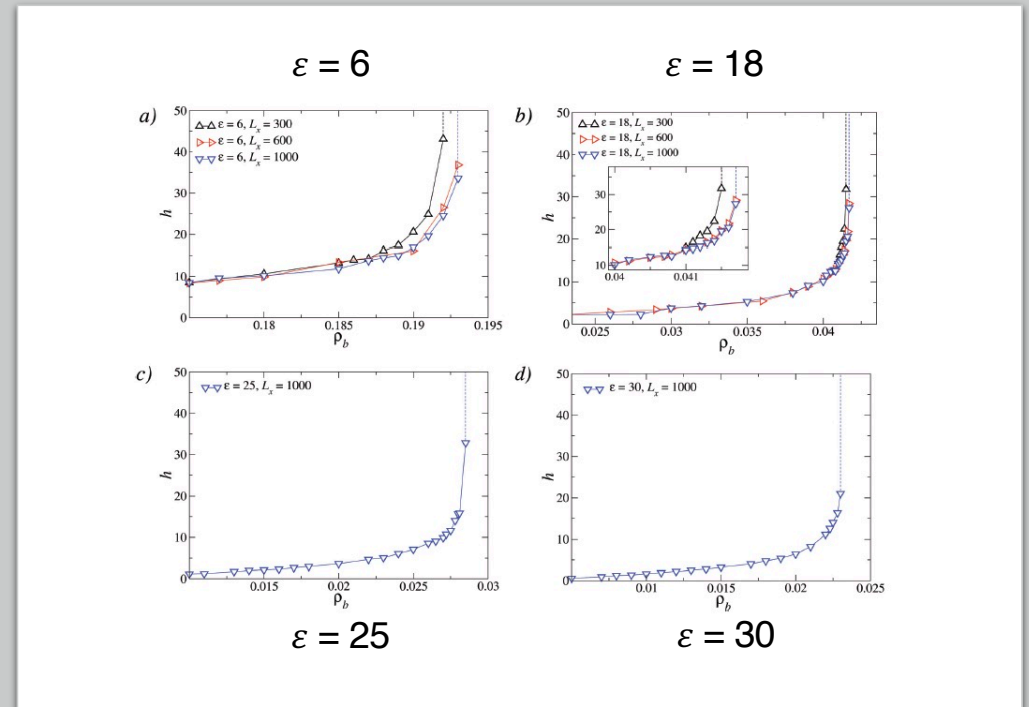 ε = 6
ε = 18
a)
50
40
30
20
10
0
h
ε = 6, Lx = 300
ε = 6, Lx = 600
ε = 6, Lx = 1000
0.18
0.185
0.19
0.195
ρb
b)
50
40
30
20
10
0
h
ε = 18, Lx = 300
ε = 18, Lx = 600
ε = 18, Lx = 1000
30
20
10
0.04
0.041
0.025
0.03
0.035
0.04
ρb
c)
50
40
30
20
10
0
h
ε = 25, Lx = 1000
0.015
0.02
0.025
0.03
ρb
d)
50
40
30
20
10
0
h
ε = 30, Lx = 1000
0.01
0.015
0.02
0.025
ρb
ε = 25
ε = 30